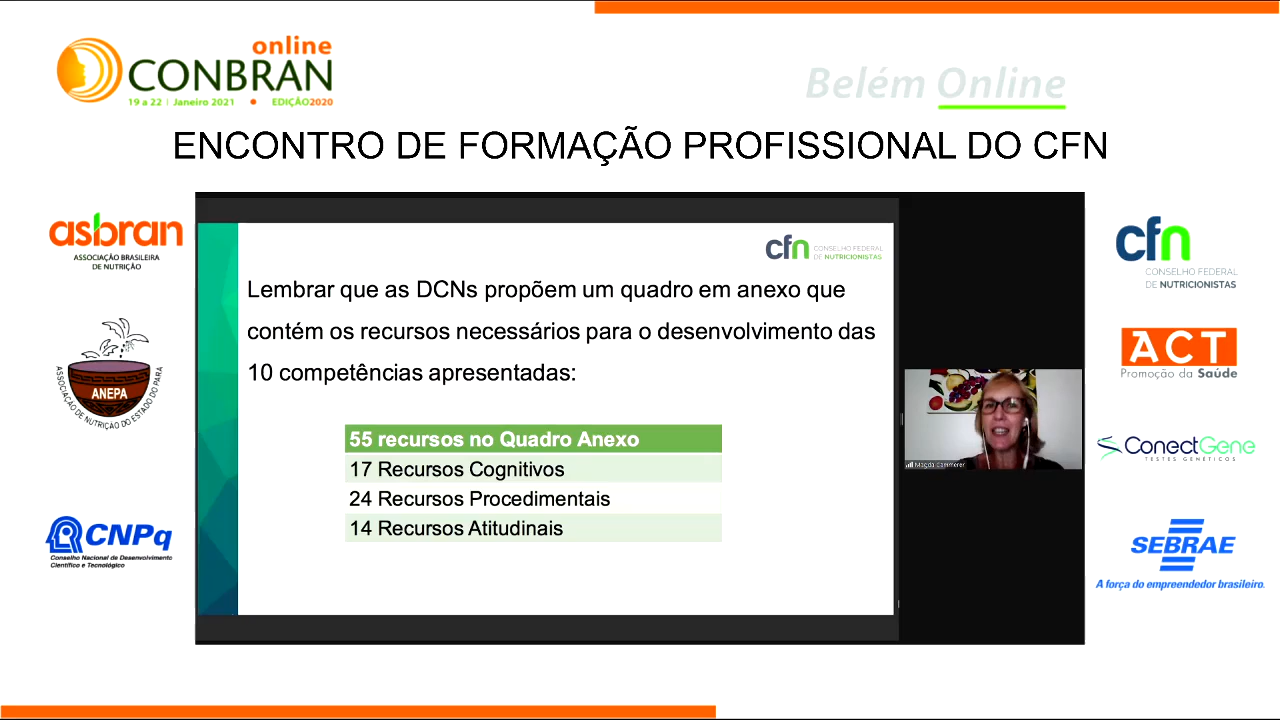 online
CONBRAN
19 a 22 | Janeiro 2021 • EDIÇÃO2020
Belém Online
ENCONTRO DE FORMAÇÃO PROFISSIONAL DO CFN
asbran
ASSOCIAÇÃO BRASILEIRA
DE NUTRIÇÃO
ANEPA
ASSOCIAÇÃO DE NUTRIÇÃO DO ESTADO DO PARÁ
CNPq
Conselho Nacional de Desenvolvimento
Científico e Tecnológico
cfn CONSELHO FEDERAL
DE NUTRICIONISTAS
Lembrar que as DCNs propõem um quadro em anexo que
contém os recursos necessários para o desenvolvimento das
10 competências apresentadas:
55 recursos no Quadro Anexo
17 Recursos Cognitivos
24 Recursos Procedimentais
14 Recursos Atitudinais
Magda Cammerer
cfn
CONSELHO FEDERAL
DE NUTRICIONISTAS
ACT
Promoção da Saúde
ConectGene
TESTES GENÉTICOS
SEBRAE
A força do empreendedor brasileiro.